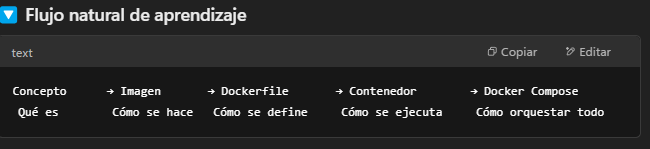 Flujo natural de aprendizaje
text Copiar Editar
Concepto → Imagen → Dockerfile → Contenedor → Docker Compose
Qué es Cómo se hace Cómo se define Cómo se ejecuta Cómo orquestar todo